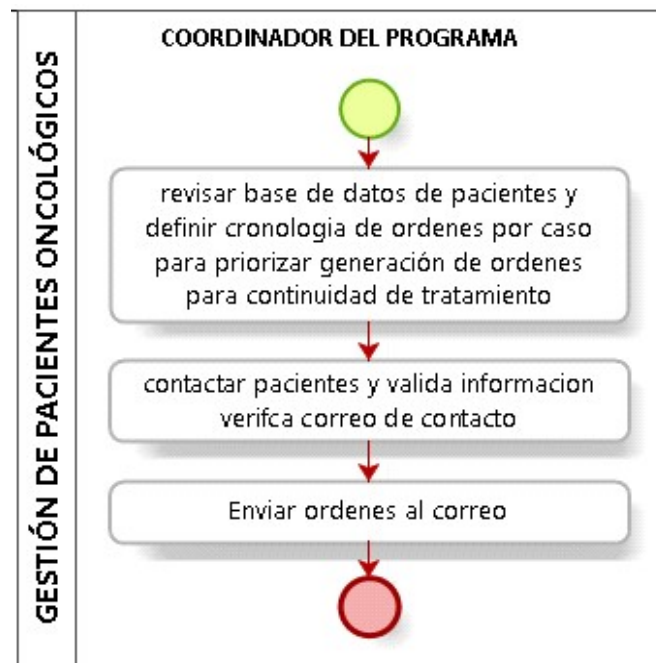 GESTIÓN DE PACIENTES ONCOLÓGICOS
COORDINADOR DEL PROGRAMA
revisar base de datos de pacientes y
definir cronologia de ordenes por caso
para priorizar generación de ordenes
para continuidad de tratamiento
contactar pacientes y valida informacion
verifca correo de contacto
Enviar ordenes al correo